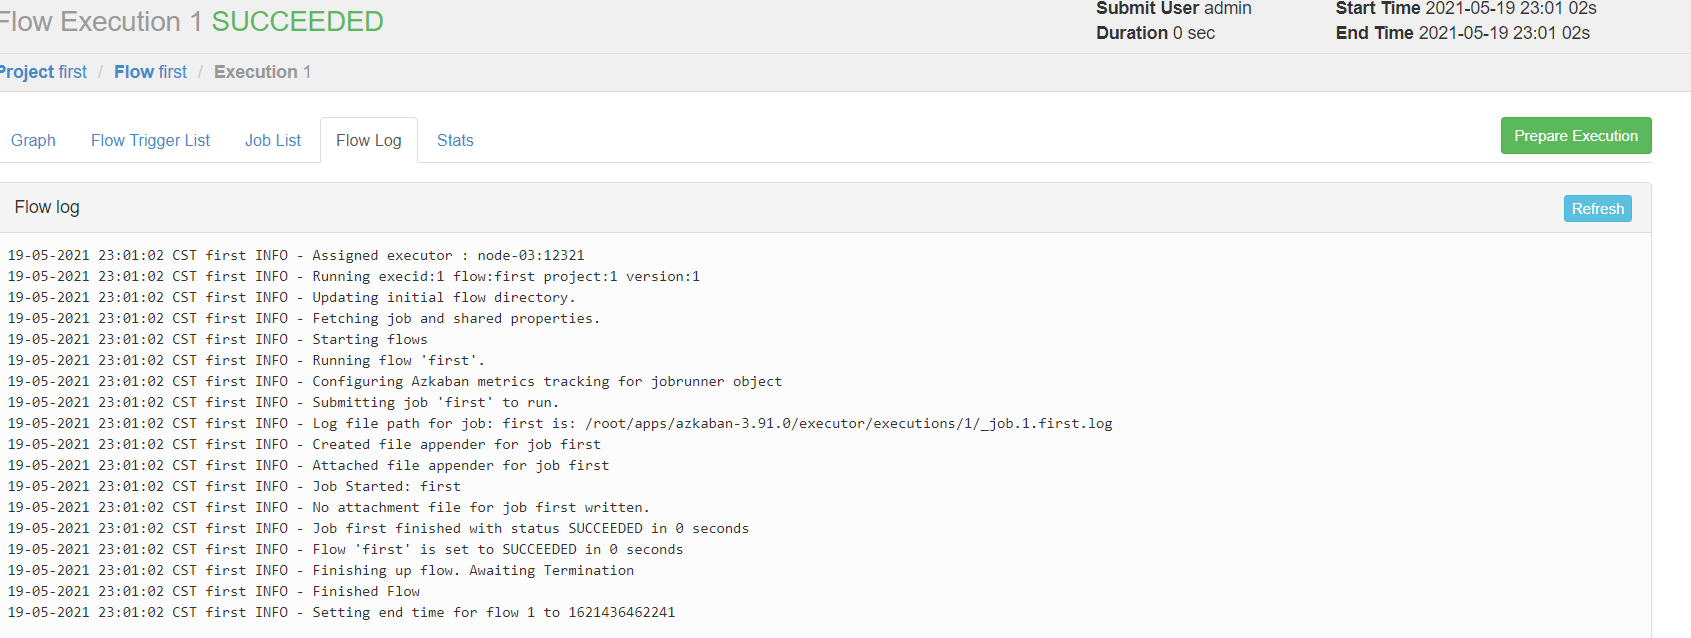 Flow Execution 1 SUCCEEDED
Submit User admin
Duration 0 sec
Start Time 2021-05-19 23:01 02s
End Time 2021-05-19 23:01 02s
Project first / Flow first / Execution 1
Graph Flow Trigger List Job List Flow Log Stats Prepare Execution
Flow log Refresh
19-05-2021 23:01:02 CST first INFO - Assigned executor : node-03:12321
19-05-2021 23:01:02 CST first INFO - Running execid:1 flow:first project:1 version:1
19-05-2021 23:01:02 CST first INFO - Updating initial flow directory.
19-05-2021 23:01:02 CST first INFO - Fetching job and shared properties.
19-05-2021 23:01:02 CST first INFO - Starting flows
19-05-2021 23:01:02 CST first INFO - Running flow 'first'.
19-05-2021 23:01:02 CST first INFO - Configuring Azkaban metrics tracking for jobrunner object
19-05-2021 23:01:02 CST first INFO - Submitting job 'first' to run.
19-05-2021 23:01:02 CST first INFO - Log file path for job: first is: /root/apps/azkaban-3.91.0/executor/executions/1/_job.1.first.log
19-05-2021 23:01:02 CST first INFO - Created file appender for job first
19-05-2021 23:01:02 CST first INFO - Attached file appender for job first
19-05-2021 23:01:02 CST first INFO - Job Started: first
19-05-2021 23:01:02 CST first INFO - No attachment file for job first written.
19-05-2021 23:01:02 CST first INFO - Job first finished with status SUCCEEDED in 0 seconds
19-05-2021 23:01:02 CST first INFO - Flow 'first' is set to SUCCEEDED in 0 seconds
19-05-2021 23:01:02 CST first INFO - Finishing up flow. Awaiting Termination
19-05-2021 23:01:02 CST first INFO - Finished Flow
19-05-2021 23:01:02 CST first INFO - Setting end time for flow 1 to 1621436462241